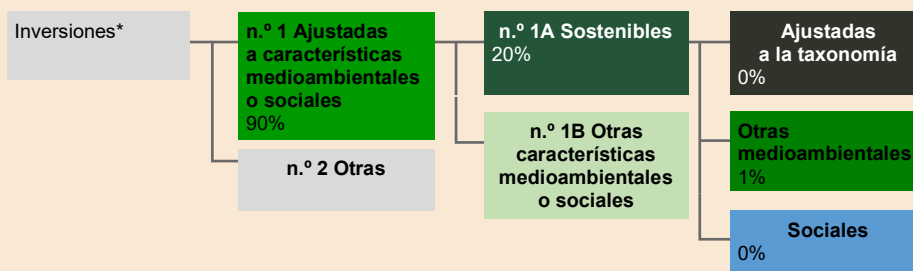 Inversiones*
n.º 1 Ajustadas
a características
medioambientales
o sociales
90%
n.º 2 Otras
n.º 1A Sostenibles
20%
n.º 1B Otras
características
medioambientales
o sociales
Ajustadas
a la taxonomía
0%
Otras
medioambientales
1%
Sociales
0%